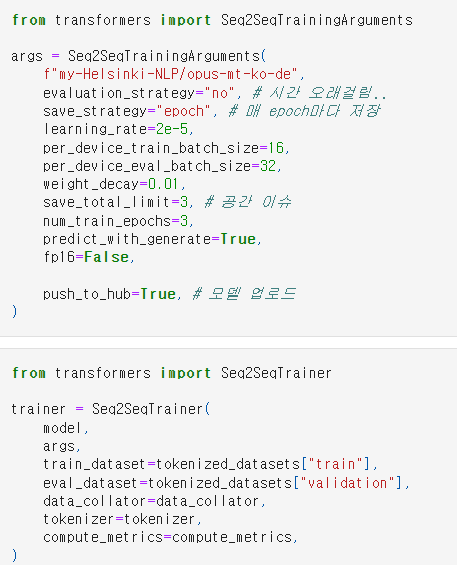 from transformers import Seq2SeqTrainingArguments
args = Seq2SeqTrainingArguments(
f"my-Helsinki-NLP/opus-mt-ko-de",
evaluation_strategy="no", # 시간 오래걸림..
save_strategy="epoch", # 매 epoch마다 저장
learning_rate=2e-5,
per_device_train_batch_size=16,
per_device_eval_batch_size=32,
weight_decay=0.01,
save_total_limit=3, # 공간 이슈
num_train_epochs=3,
predict_with_generate=True,
fp16=False,
push_to_hub=True, # 모델 업로드
)
from transformers import Seq2SeqTrainer
trainer = Seq2SeqTrainer(
model,
args,
train_dataset=tokenized_datasets["train"],
eval_dataset=tokenized_datasets["validation"],
data_collator=data_collator,
tokenizer=tokenizer,
compute_metrics=compute_metrics,
)